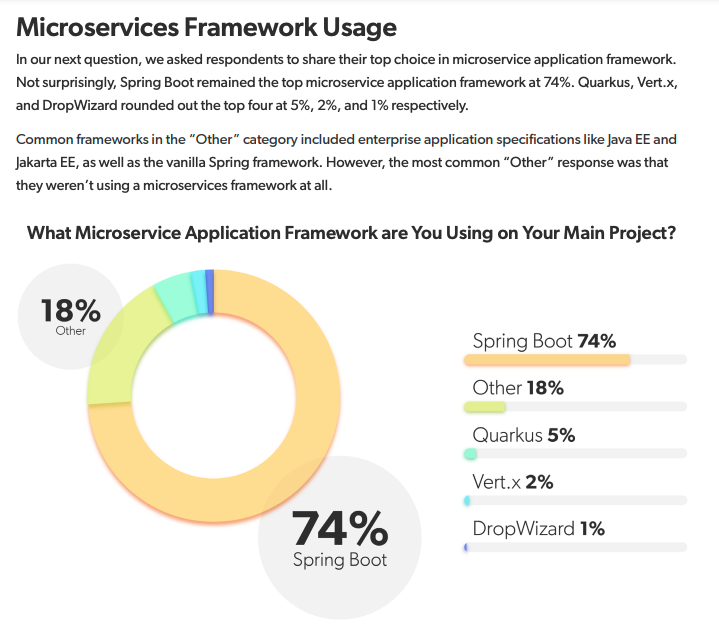 Microservices Framework Usage
In our next question, we asked respondents to share their top choice in microservice application framework.
Not surprisingly, Spring Boot remained the top microservice application framework at 74%. Quarkus, Vert.x,
and DropWizard rounded out the top four at 5%, 2%, and 1% respectively.
Common frameworks in the “Other” category included enterprise application specifications like Java EE and
Jakarta EE, as well as the vanilla Spring framework. However, the most common “Other” response was that
they weren’t using a microservices framework at all.
What Microservice Application Framework are You Using on Your Main Project?
18%
Other
74%
Spring Boot
Spring Boot 74%
Other 18%
Quarkus 5%
Vert.x 2%
DropWizard 1%